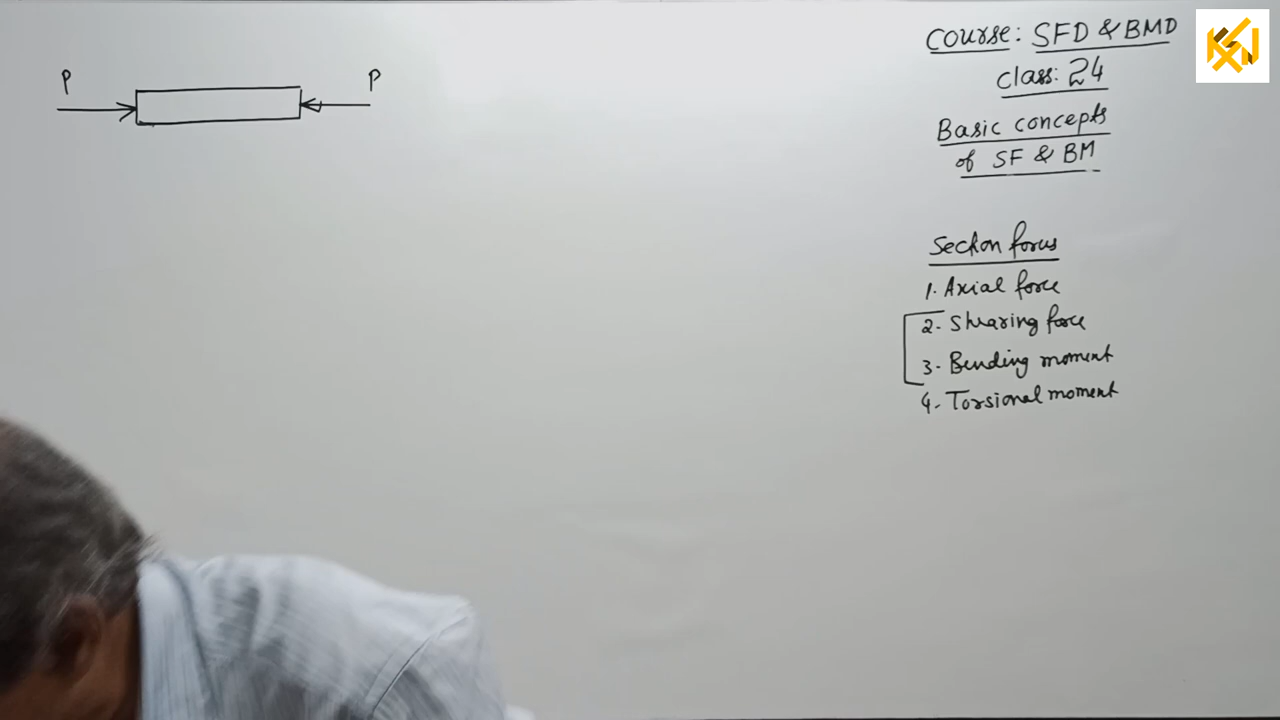 P
P
Course: SFD & BMD
Class: 24
Basic concepts
of SF & BM
Section forces
1. Axial force
2. Shearing force
3. Bending moment
4. Torsional moment